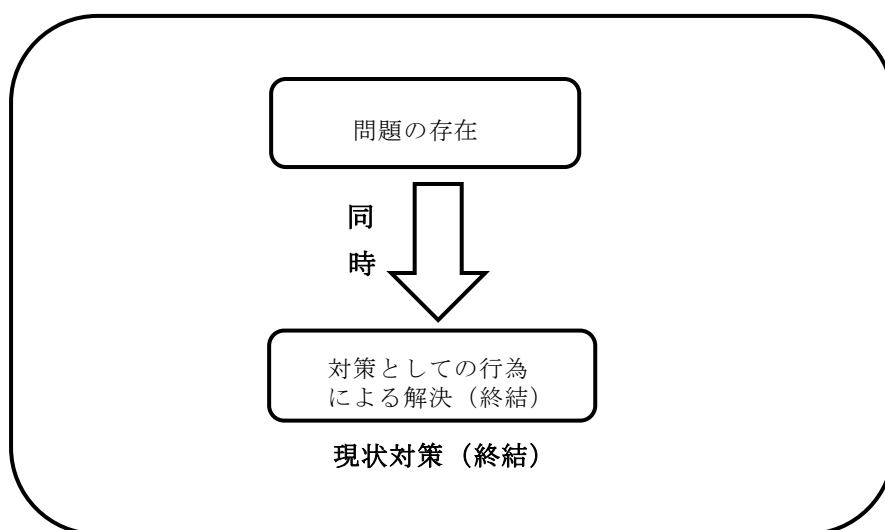 問題の存在
同
時
対策としての行為
による解決（終結）
現状対策（終結）